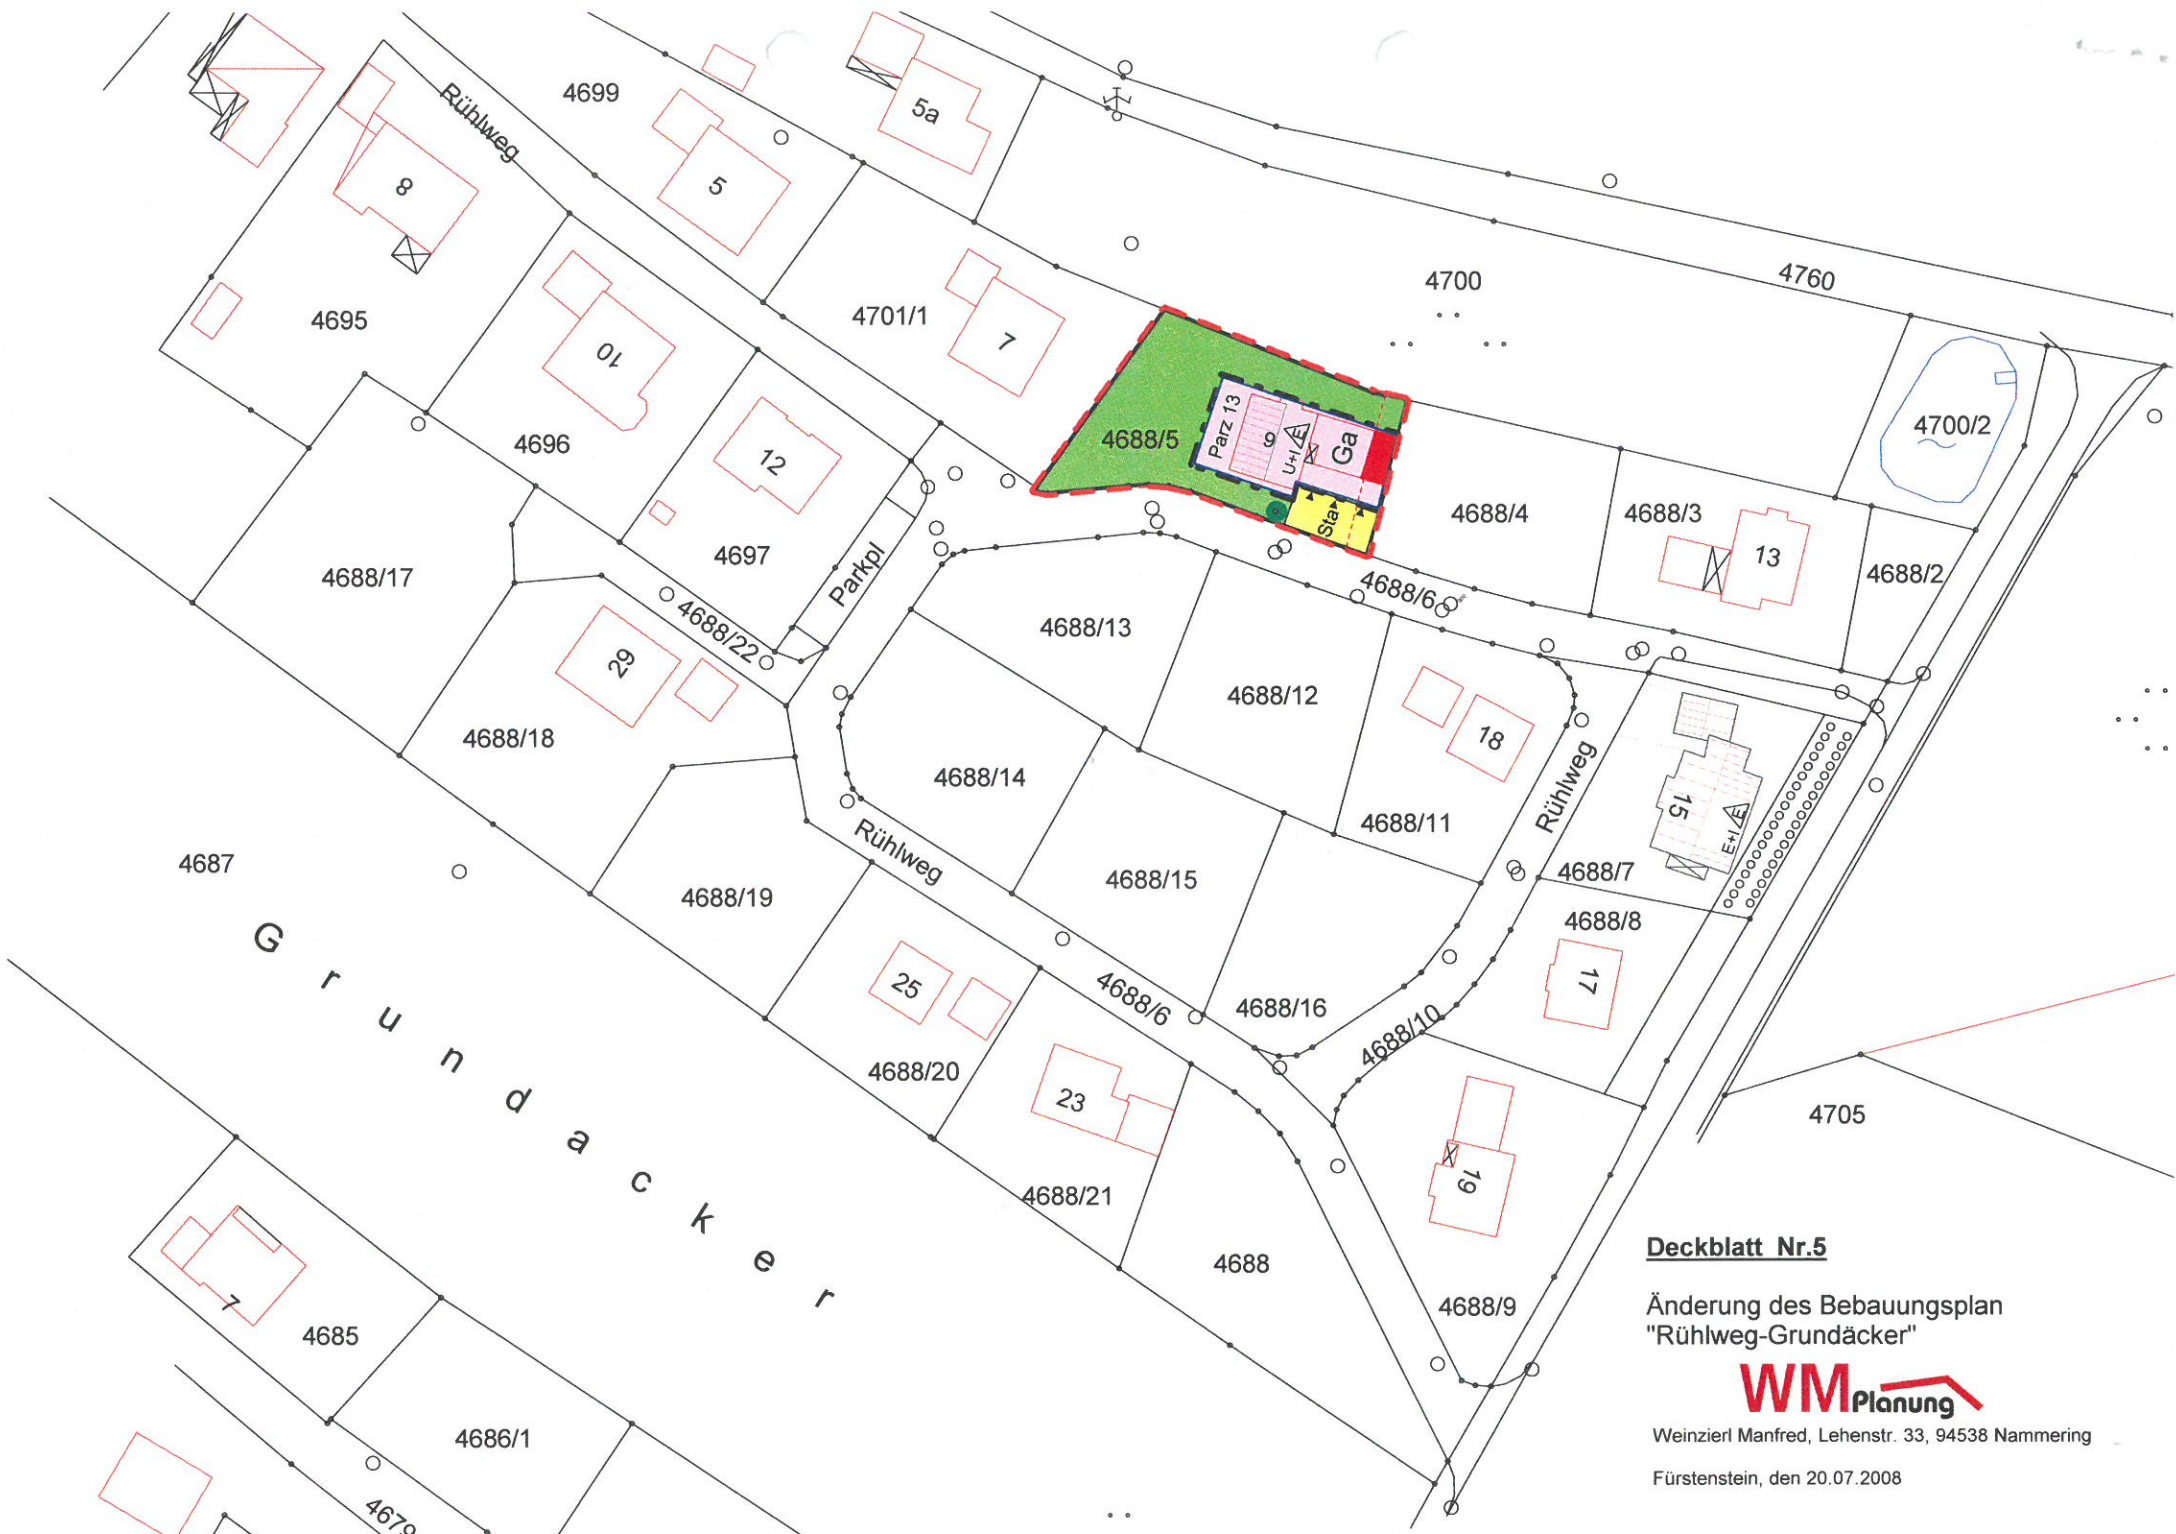 4699
5a
Rühlweg
8
5
4700
4760
4695
4701/1
7
10
4696
12
4688/5
Parz 13
9
U+I
E
Ga
Sta
4700/2
4688/4
4688/3
13
4688/2
4697
Parkpl
4688/17
4688/22
29
4688/13
4688/6
4688/12
18
4688/18
4688/14
4688/11
Rühlweg
15
E+I
E
4688/7
Rühlweg
4687
4688/19
4688/15
4688/8
17
25
4688/6
4688/16
4688/10
Grundacker
4688/20
23
4705
4688/21
19
4688
4688/9
7
4685
4686/1
4679
Deckblatt Nr.5
Änderung des Bebauungsplan
"Rühlweg-Grundäcker"
WM Planung
Weinzierl Manfred, Lehenstr. 33, 94538 Nammering
Fürstenstein, den 20.07.2008